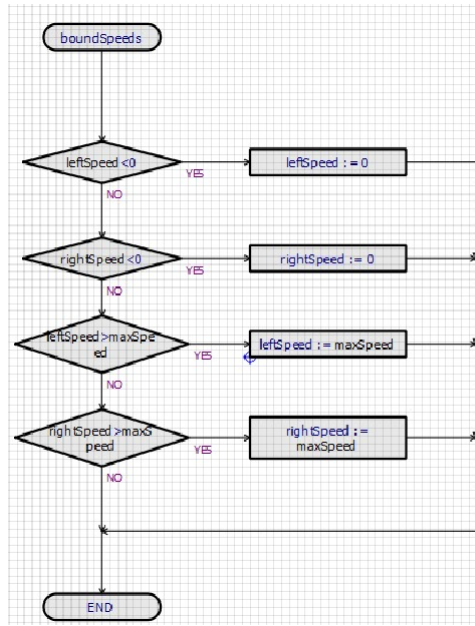 boundSpeeds
leftSpeed <0
YES
leftSpeed := 0
NO
rightSpeed <0
YES
rightSpeed := 0
NO
leftSpeed>maxSpe
ed
YES
leftSpeed := maxSpeed
NO
rightSpeed >maxS
peed
YES
rightSpeed :=
maxSpeed
NO
END